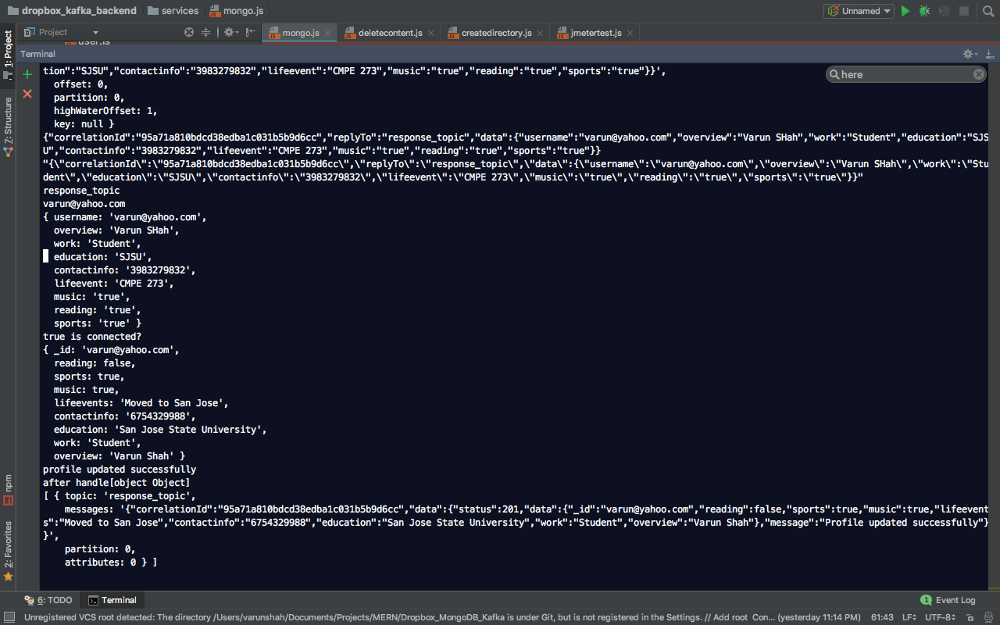 dropbox_kafka_backend services mongo.js Unnamed
Project mongo.js deletecontent.js createdirectory.js jmetertest.js
1: Project
Terminal
here
tion":"SJSU","contactinfo":"3983279832","lifeevent":"CMPE 273","music":"true","reading":"true","sports":"true"}}',
offset: 0,
partition: 0,
highWaterOffset: 1,
key: null }
{"correlationId":"95a71a810bdcd38edba1c031b5b9d6cc","replyTo":"response_topic","data":{"username":"varun@yahoo.com","overview":"Varun SHah","work":"Student","education":"SJS
U","contactinfo":"3983279832","lifeevent":"CMPE 273","music":"true","reading":"true","sports":"true"}}
"{\"correlationId\":\"95a71a810bdcd38edba1c031b5b9d6cc\",\"replyTo\":\"response_topic\",\"data\":{\"username\":\"varun@yahoo.com\",\"overview\":\"Varun SHah\",\"work\":\"Stu
dent\",\"education\":\"SJSU\",\"contactinfo\":\"3983279832\",\"lifeevent\":\"CMPE 273\",\"music\":\"true\",\"reading\":\"true\",\"sports\":\"true\"}}"
response_topic
varun@yahoo.com
{ username: 'varun@yahoo.com',
overview: 'Varun SHah',
work: 'Student',
education: 'SJSU',
contactinfo: '3983279832',
lifeevent: 'CMPE 273',
music: 'true',
reading: 'true',
sports: 'true' }
true is connected?
{ _id: 'varun@yahoo.com',
reading: false,
sports: true,
music: true,
lifeevents: 'Moved to San Jose',
contactinfo: '6754329988',
education: 'San Jose State University',
work: 'Student',
overview: 'Varun Shah' }
profile updated successfully
after handle[object Object]
[ { topic: 'response_topic',
messages: '{"correlationId":"95a71a810bdcd38edba1c031b5b9d6cc","data":{"status":201,"data":{"_id":"varun@yahoo.com","reading":false,"sports":true,"music":true,"lifeevent
s":"Moved to San Jose","contactinfo":"6754329988","education":"San Jose State University","work":"Student","overview":"Varun Shah"},"message":"Profile updated successfully"}
}',
partition: 0,
attributes: 0 } ]
Z: Structure
npm
2: Favorites
6: TODO Terminal 1 Event Log
Unregistered VCS root detected: The directory /Users/varunshah/Documents/Projects/MERN/Dropbox_MongoDB_Kafka is under Git, but is not registered in the Settings. // Add root Con... (yesterday 11:14 PM) 61:43 LF UTF-8